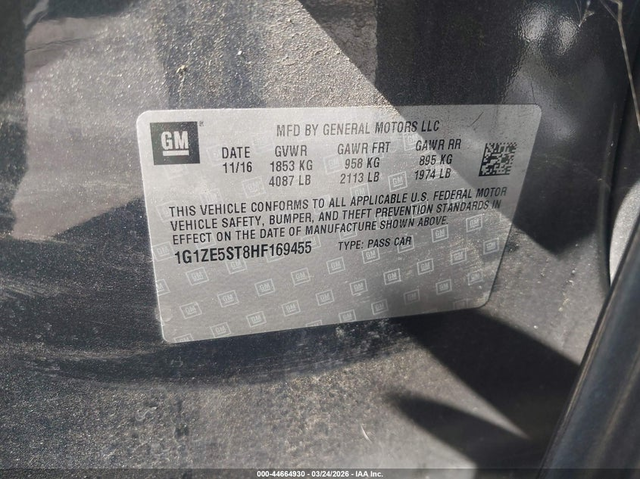 GM
MFD BY GENERAL MOTORS LLC
DATE GVWR GAWR FRT GAWR RR
11/16 1853 KG 958 KG 895 KG
4087 LB 2113 LB 1974 LB
THIS VEHICLE CONFORMS TO ALL APPLICABLE U.S. FEDERAL MOTOR
VEHICLE SAFETY, BUMPER, AND THEFT PREVENTION STANDARDS IN
EFFECT ON THE DATE OF MANUFACTURE SHOWN ABOVE.
1G1ZE5ST8HF169455 TYPE: PASS CAR
000-44664930 - 03/24/2026 - IAA Inc.